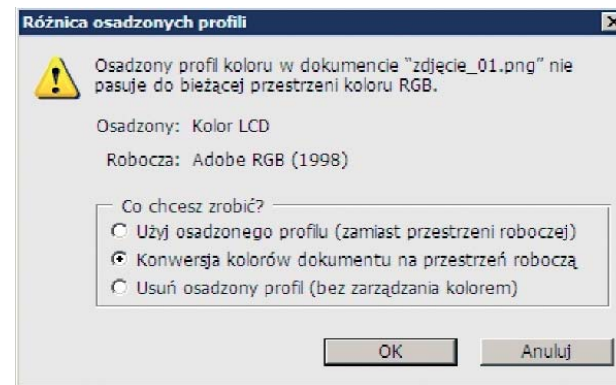 Różnica osadzonych profili
Osadzony profil koloru w dokumencie "zdjęcie_01.png" nie
pasuje do bieżącej przestrzeni koloru RGB.
Osadzony: Kolor LCD
Robocza: Adobe RGB (1998)
Co chcesz zrobić?
Użyj osadzonego profilu (zamiast przestrzeni roboczej)
Konwersja kolorów dokumentu na przestrzeń roboczą
Usuń osadzony profil (bez zarządzania kolorem)
OK Anuluj